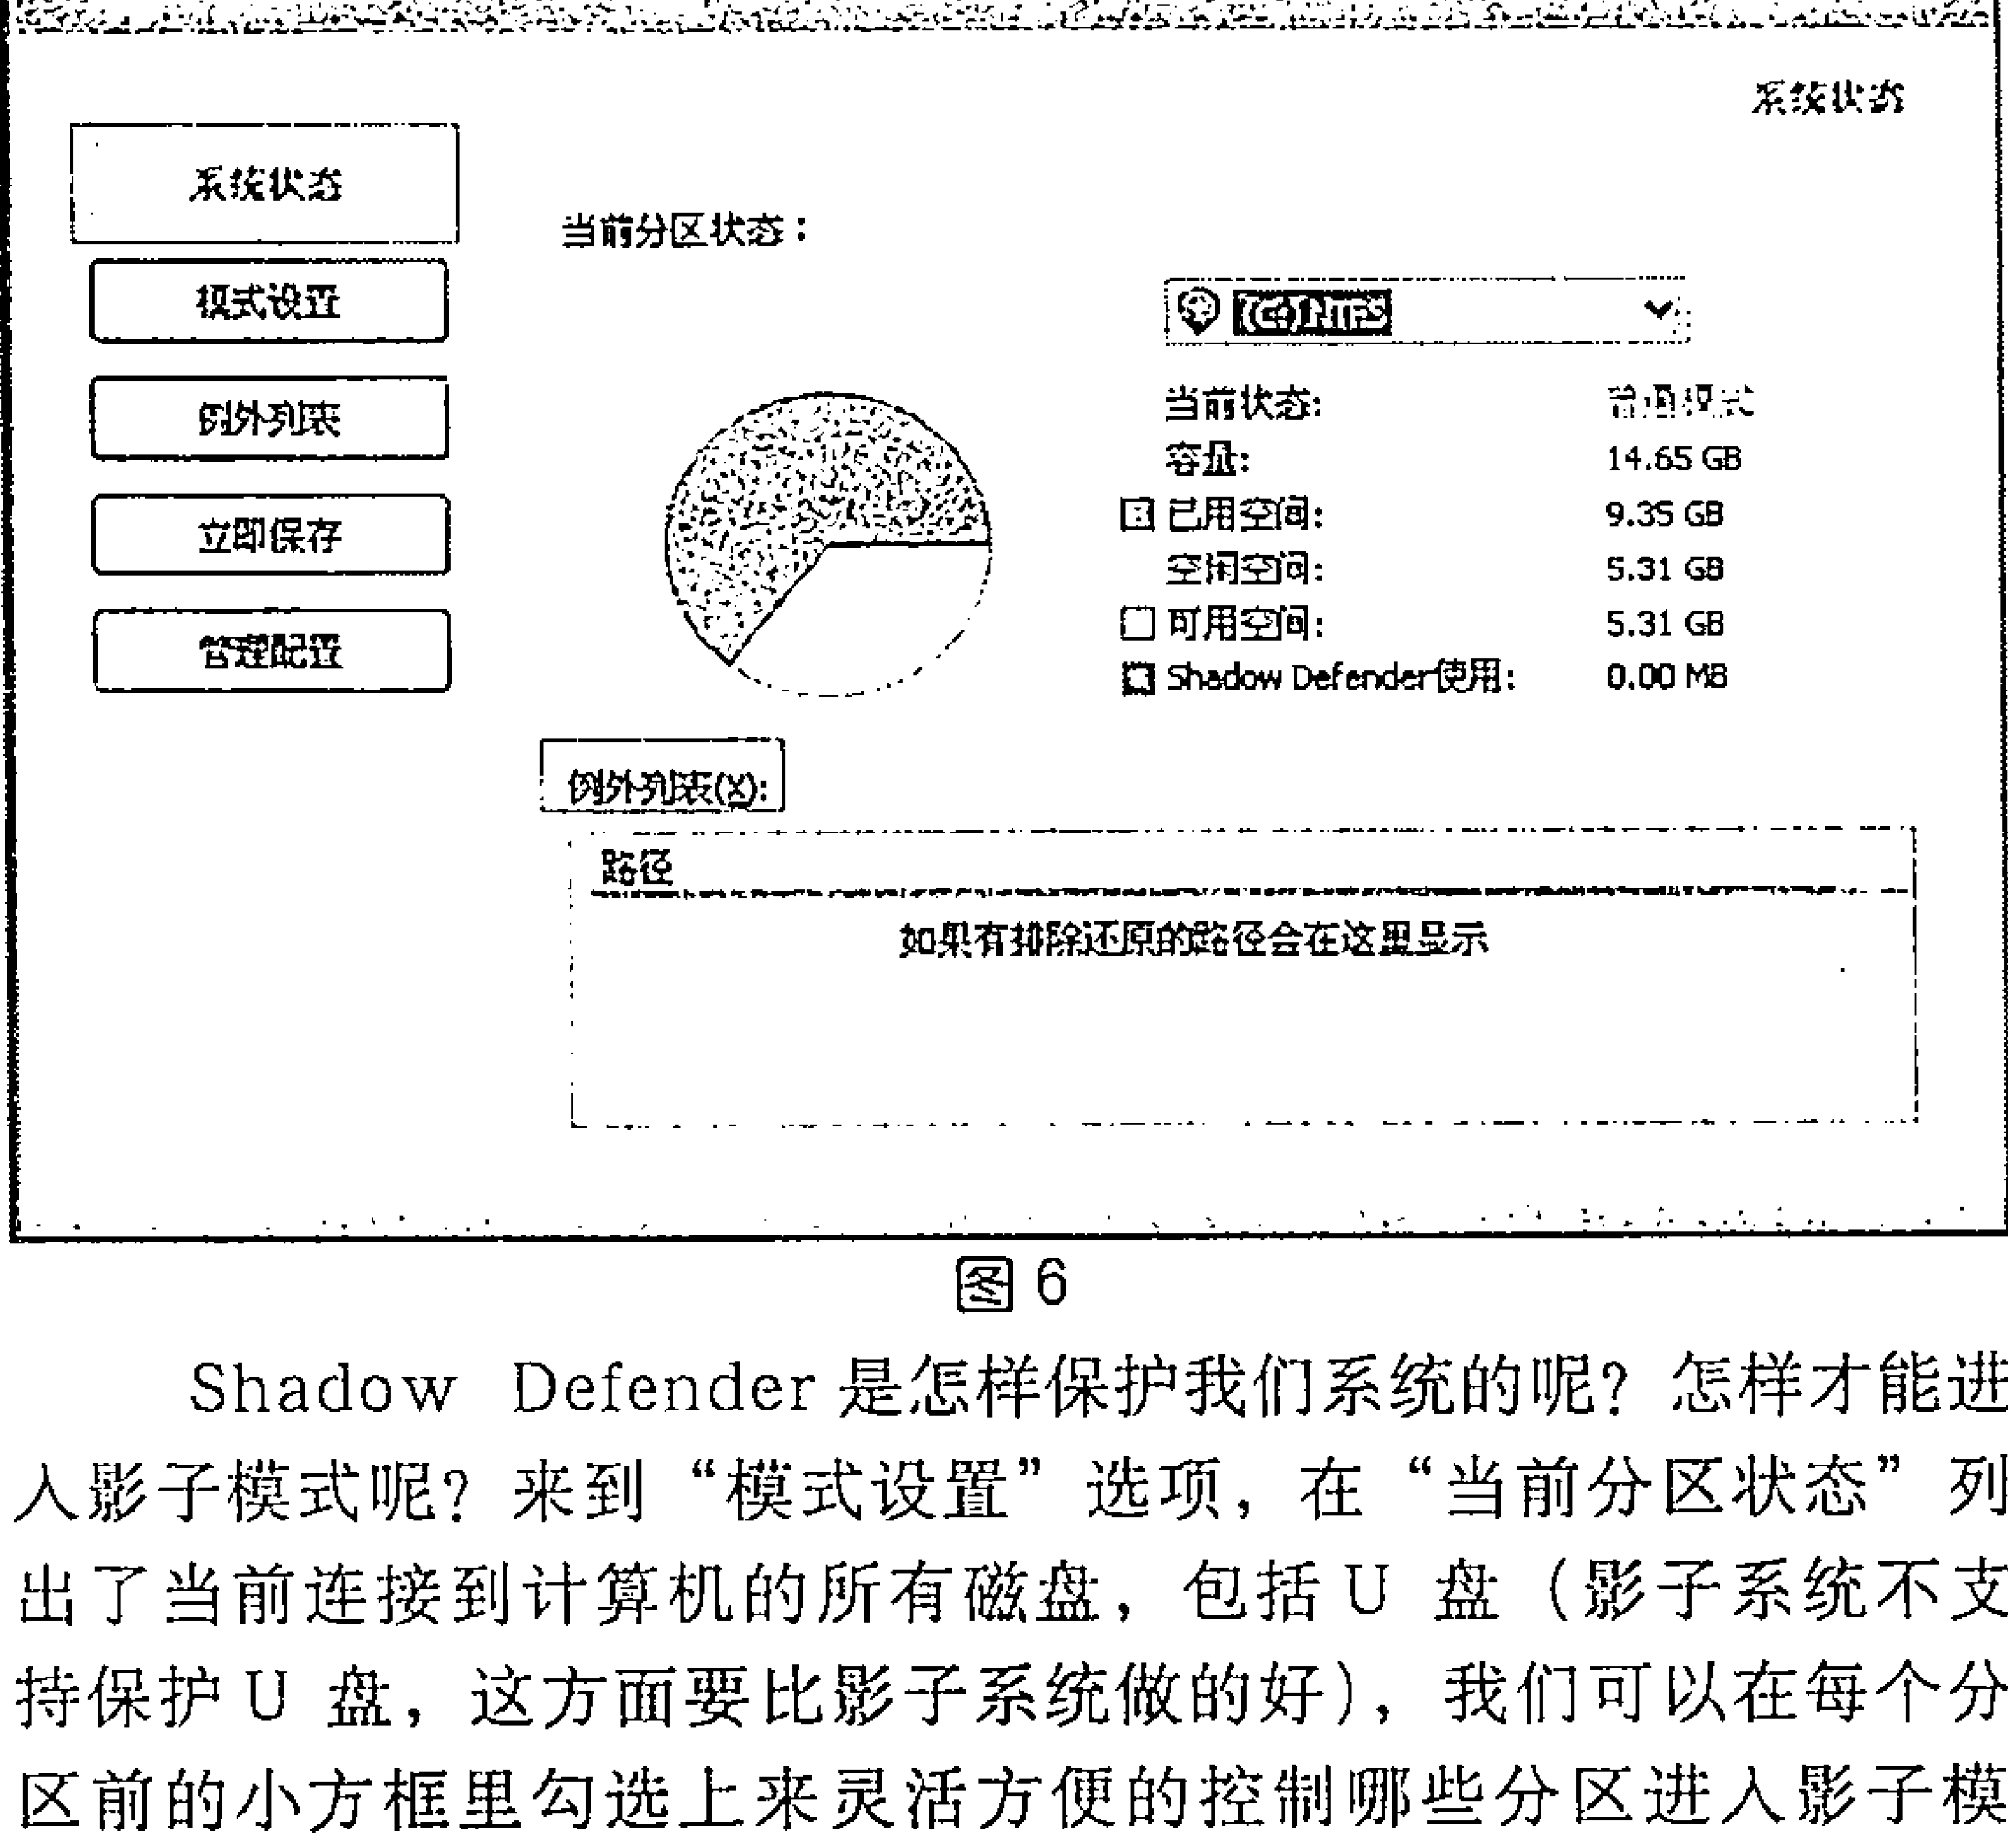 系统状态
系统状态
模式设置
例外列表
立即保存
管理配置
当前分区状态：
(C:)NTFS
当前状态: 普通模式
容量: 14.65 GB
已用空间: 9.35 GB
空闲空间: 5.31 GB
可用空间: 5.31 GB
Shadow Defender使用: 0.00 MB
例外列表(X):
路径
如果有排除还原的路径会在这里显示
图 6
Shadow Defender 是怎样保护我们系统的呢？怎样才能进
入影子模式呢？来到“模式设置”选项，在“当前分区状态”列
出了当前连接到计算机的所有磁盘，包括 U 盘（影子系统不支
持保护 U 盘，这方面要比影子系统做的好），我们可以在每个分
区前的小方框里勾选上来灵活方便的控制哪些分区进入影子模